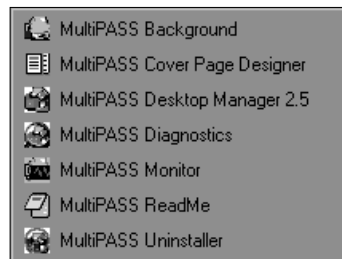 MultiPASS Background
MultiPASS Cover Page Designer
MultiPASS Desktop Manager 2.5
MultiPASS Diagnostics
MultiPASS Monitor
MultiPASS ReadMe
MultiPASS Uninstaller